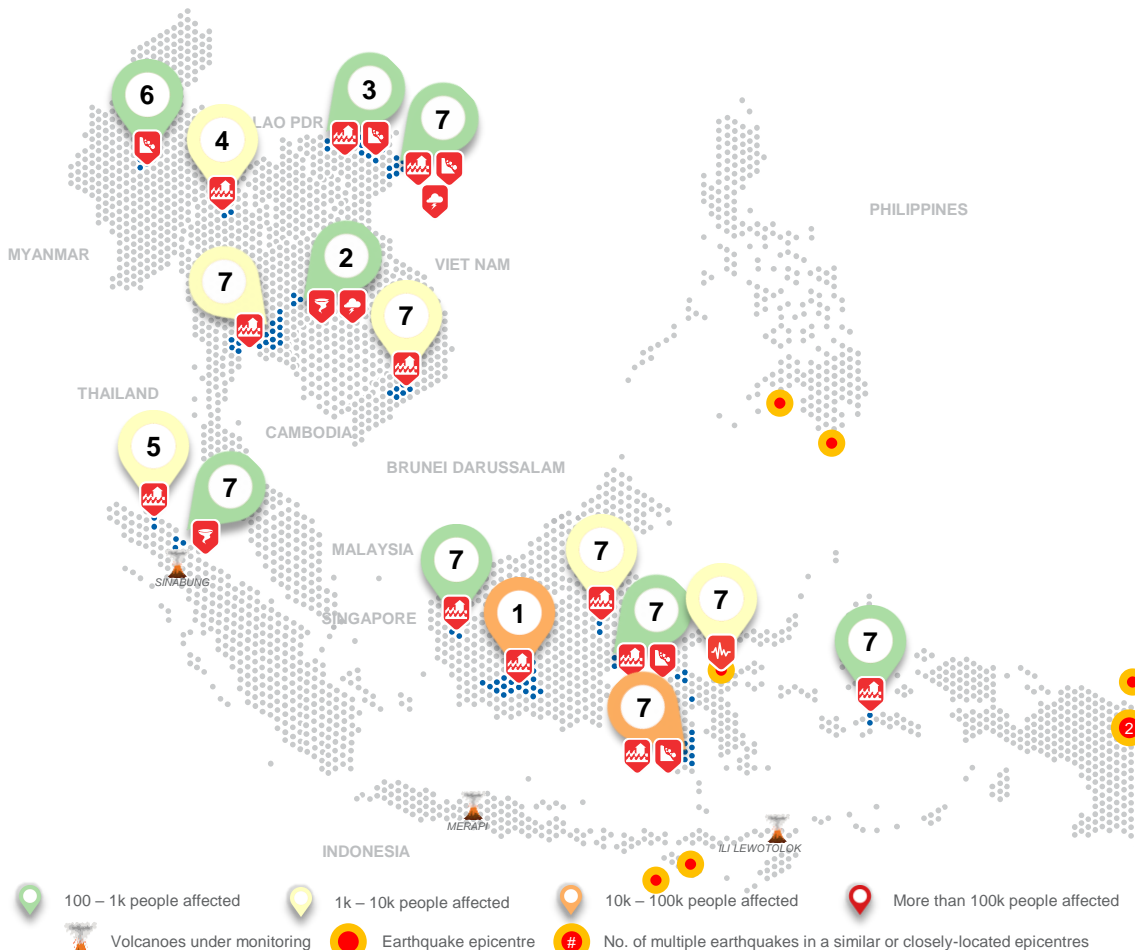 3
6
7
LAO PDR
4
PHILIPPINES
MYANMAR
2
VIET NAM
7
7
THAILAND
CAMBODIA
5
BRUNEI DARUSSALAM
7
MALAYSIA
7
7
SINABUNG
7
7
1
SINGAPORE
7
7
2
MERAPI
ILI LEWOTOLOK
INDONESIA
100 – 1k people affected
1k – 10k people affected
10k – 100k people affected
More than 100k people affected
Volcanoes under monitoring
Earthquake epicentre
#
No. of multiple earthquakes in a similar or closely-located epicentres